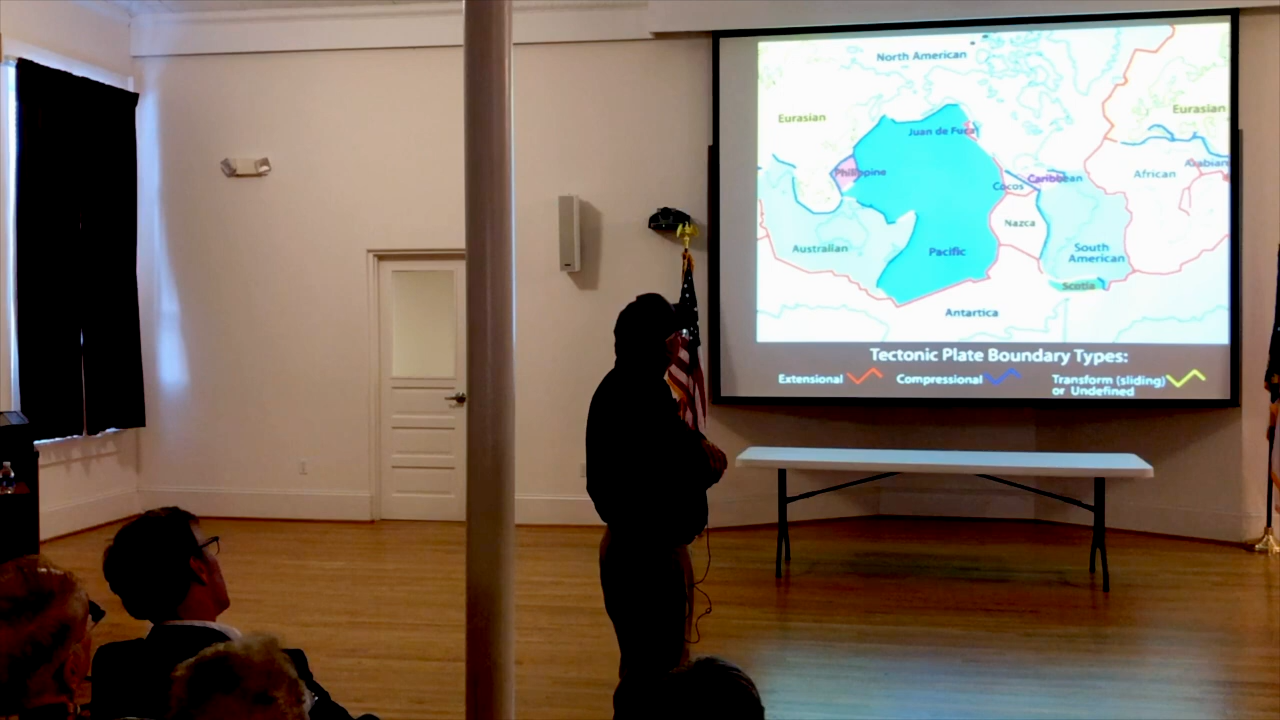 North American
Eurasian
Juan de Fuca
Eurasian
Philippine
Cocos
Caribbean
African
Arabian
Nazca
Australian
Pacific
South
American
Scotia
Antartica
Tectonic Plate Boundary Types:
Extensional
Compressional
Transform (sliding)
or Undefined